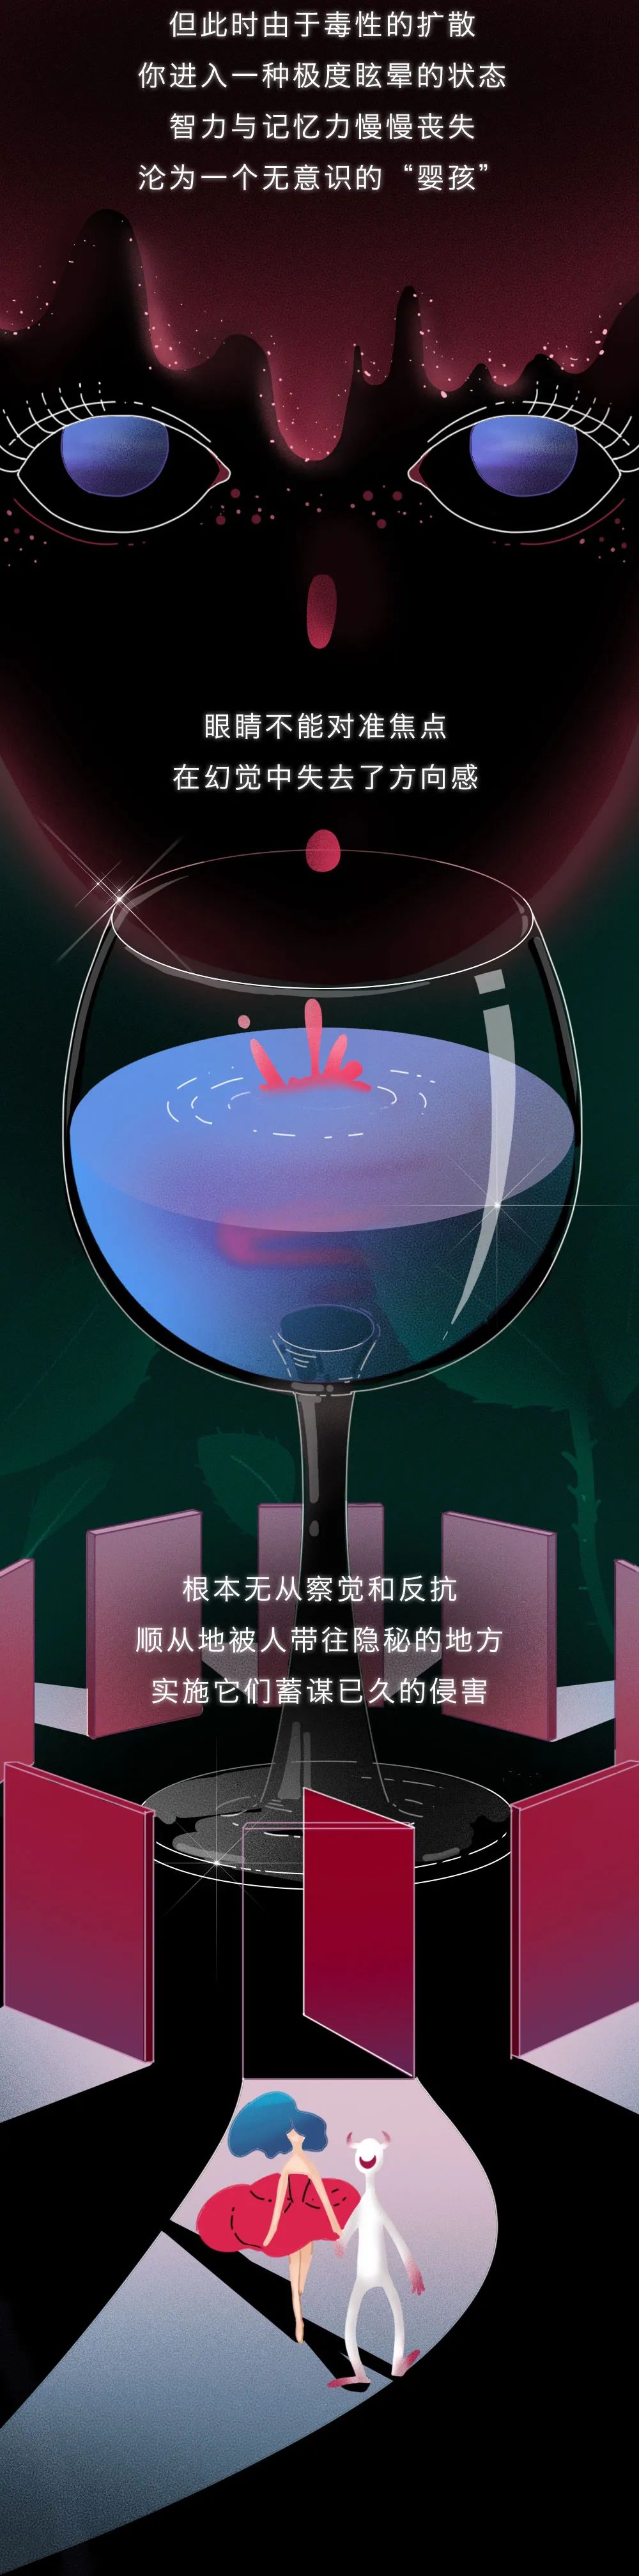 但此时由于毒性的扩散
你进入一种极度眩晕的状态
智力与记忆力慢慢丧失
沦为一个无意识的“婴孩”
眼睛不能对准焦点
在幻觉中失去了方向感
根本无从察觉和反抗
顺从地被人带往隐秘的地方
实施它们蓄谋已久的侵害